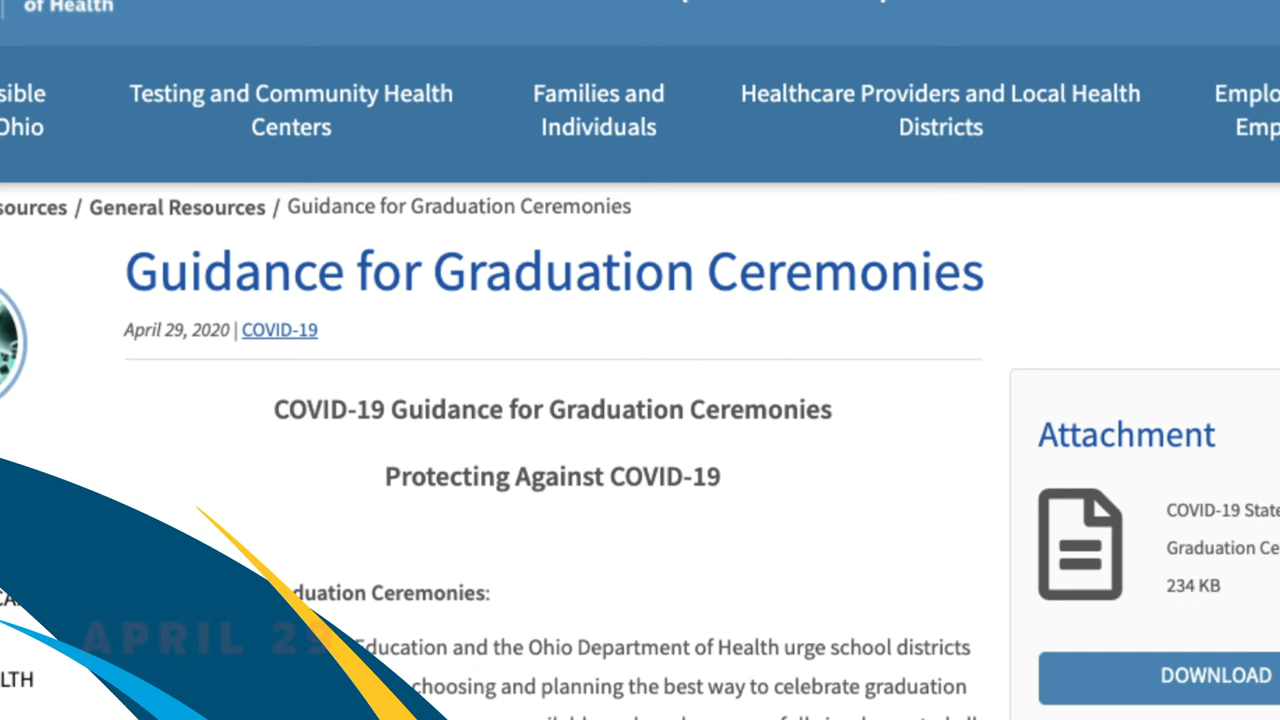 of Health
sible
Ohio
Testing and Community Health
Centers
Families and
Individuals
Healthcare Providers and Local Health
Districts
Emplo
Emp
sources / General Resources / Guidance for Graduation Ceremonies
Guidance for Graduation Ceremonies
April 29, 2020 | COVID-19
COVID-19 Guidance for Graduation Ceremonies
Protecting Against COVID-19
duation Ceremonies:
Education and the Ohio Department of Health urge school districts
choosing and planning the best way to celebrate graduation
Attachment
COVID-19 State
Graduation Ce
234 KB
DOWNLOAD
APRIL 29
LTH